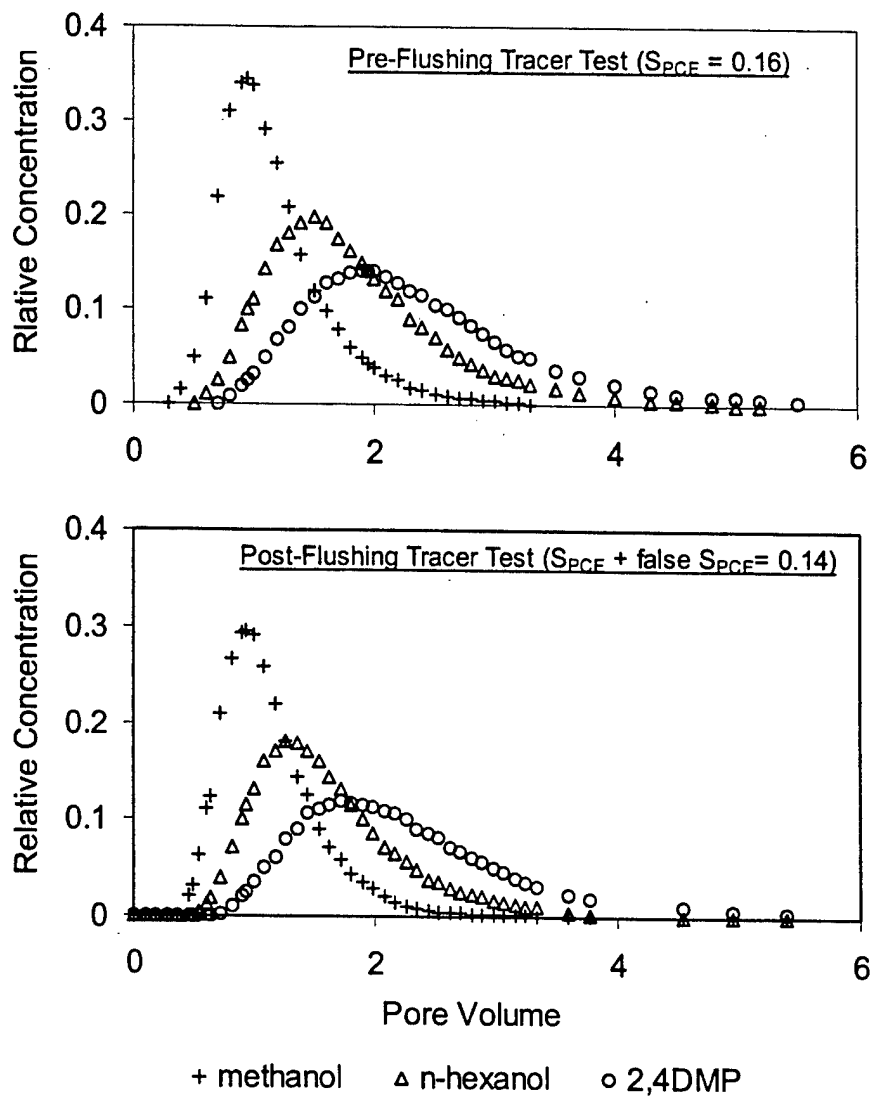 0.4
Pre-Flushing Tracer Test (SPCE = 0.16)
0.3
0.2
0.1
0
Rlative Concentration
0 2 4 6
0.4
Post-Flushing Tracer Test (SPCE + false SPCE= 0.14)
0.3
0.2
0.1
0
Relative Concentration
0 2 4 6
Pore Volume
+ methanol △ n-hexanol ○ 2,4DMP